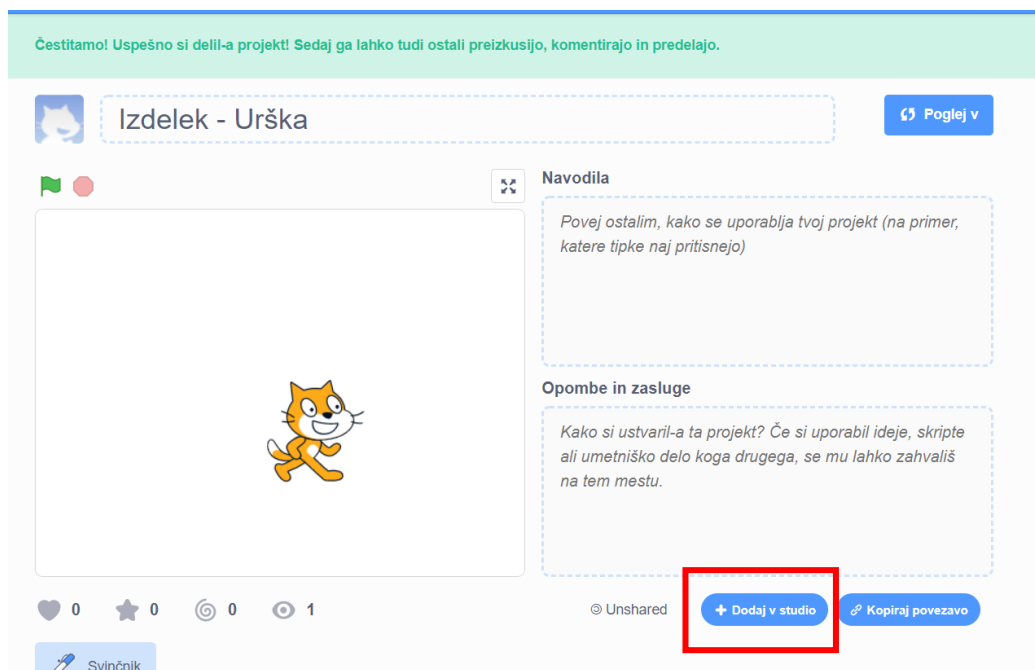 Čestitamo! Uspešno si delil-a projekt! Sedaj ga lahko tudi ostali preizkusijo, komentirajo in predelajo.
Izdelek - Urška
Poglej v
Navodila
Povej ostalim, kako se uporablja tvoj projekt (na primer,
katere tipke naj pritisnejo)
Opombe in zasluge
Kako si ustvaril-a ta projekt? Če si uporabil ideje, skripte
ali umetniško delo koga drugega, se mu lahko zahvališ
na tem mestu.
0 0 0 1
Unshared
Dodaj v studio
Kopiraj povezavo
Svinčnik